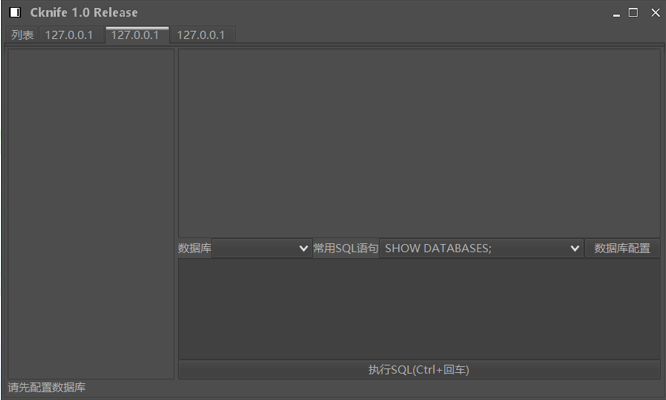 Cknife 1.0 Release
列表 127.0.0.1 127.0.0.1 127.0.0.1
数据库 常用SQL语句 SHOW DATABASES; 数据库配置
执行SQL(Ctrl+回车)
请先配置数据库